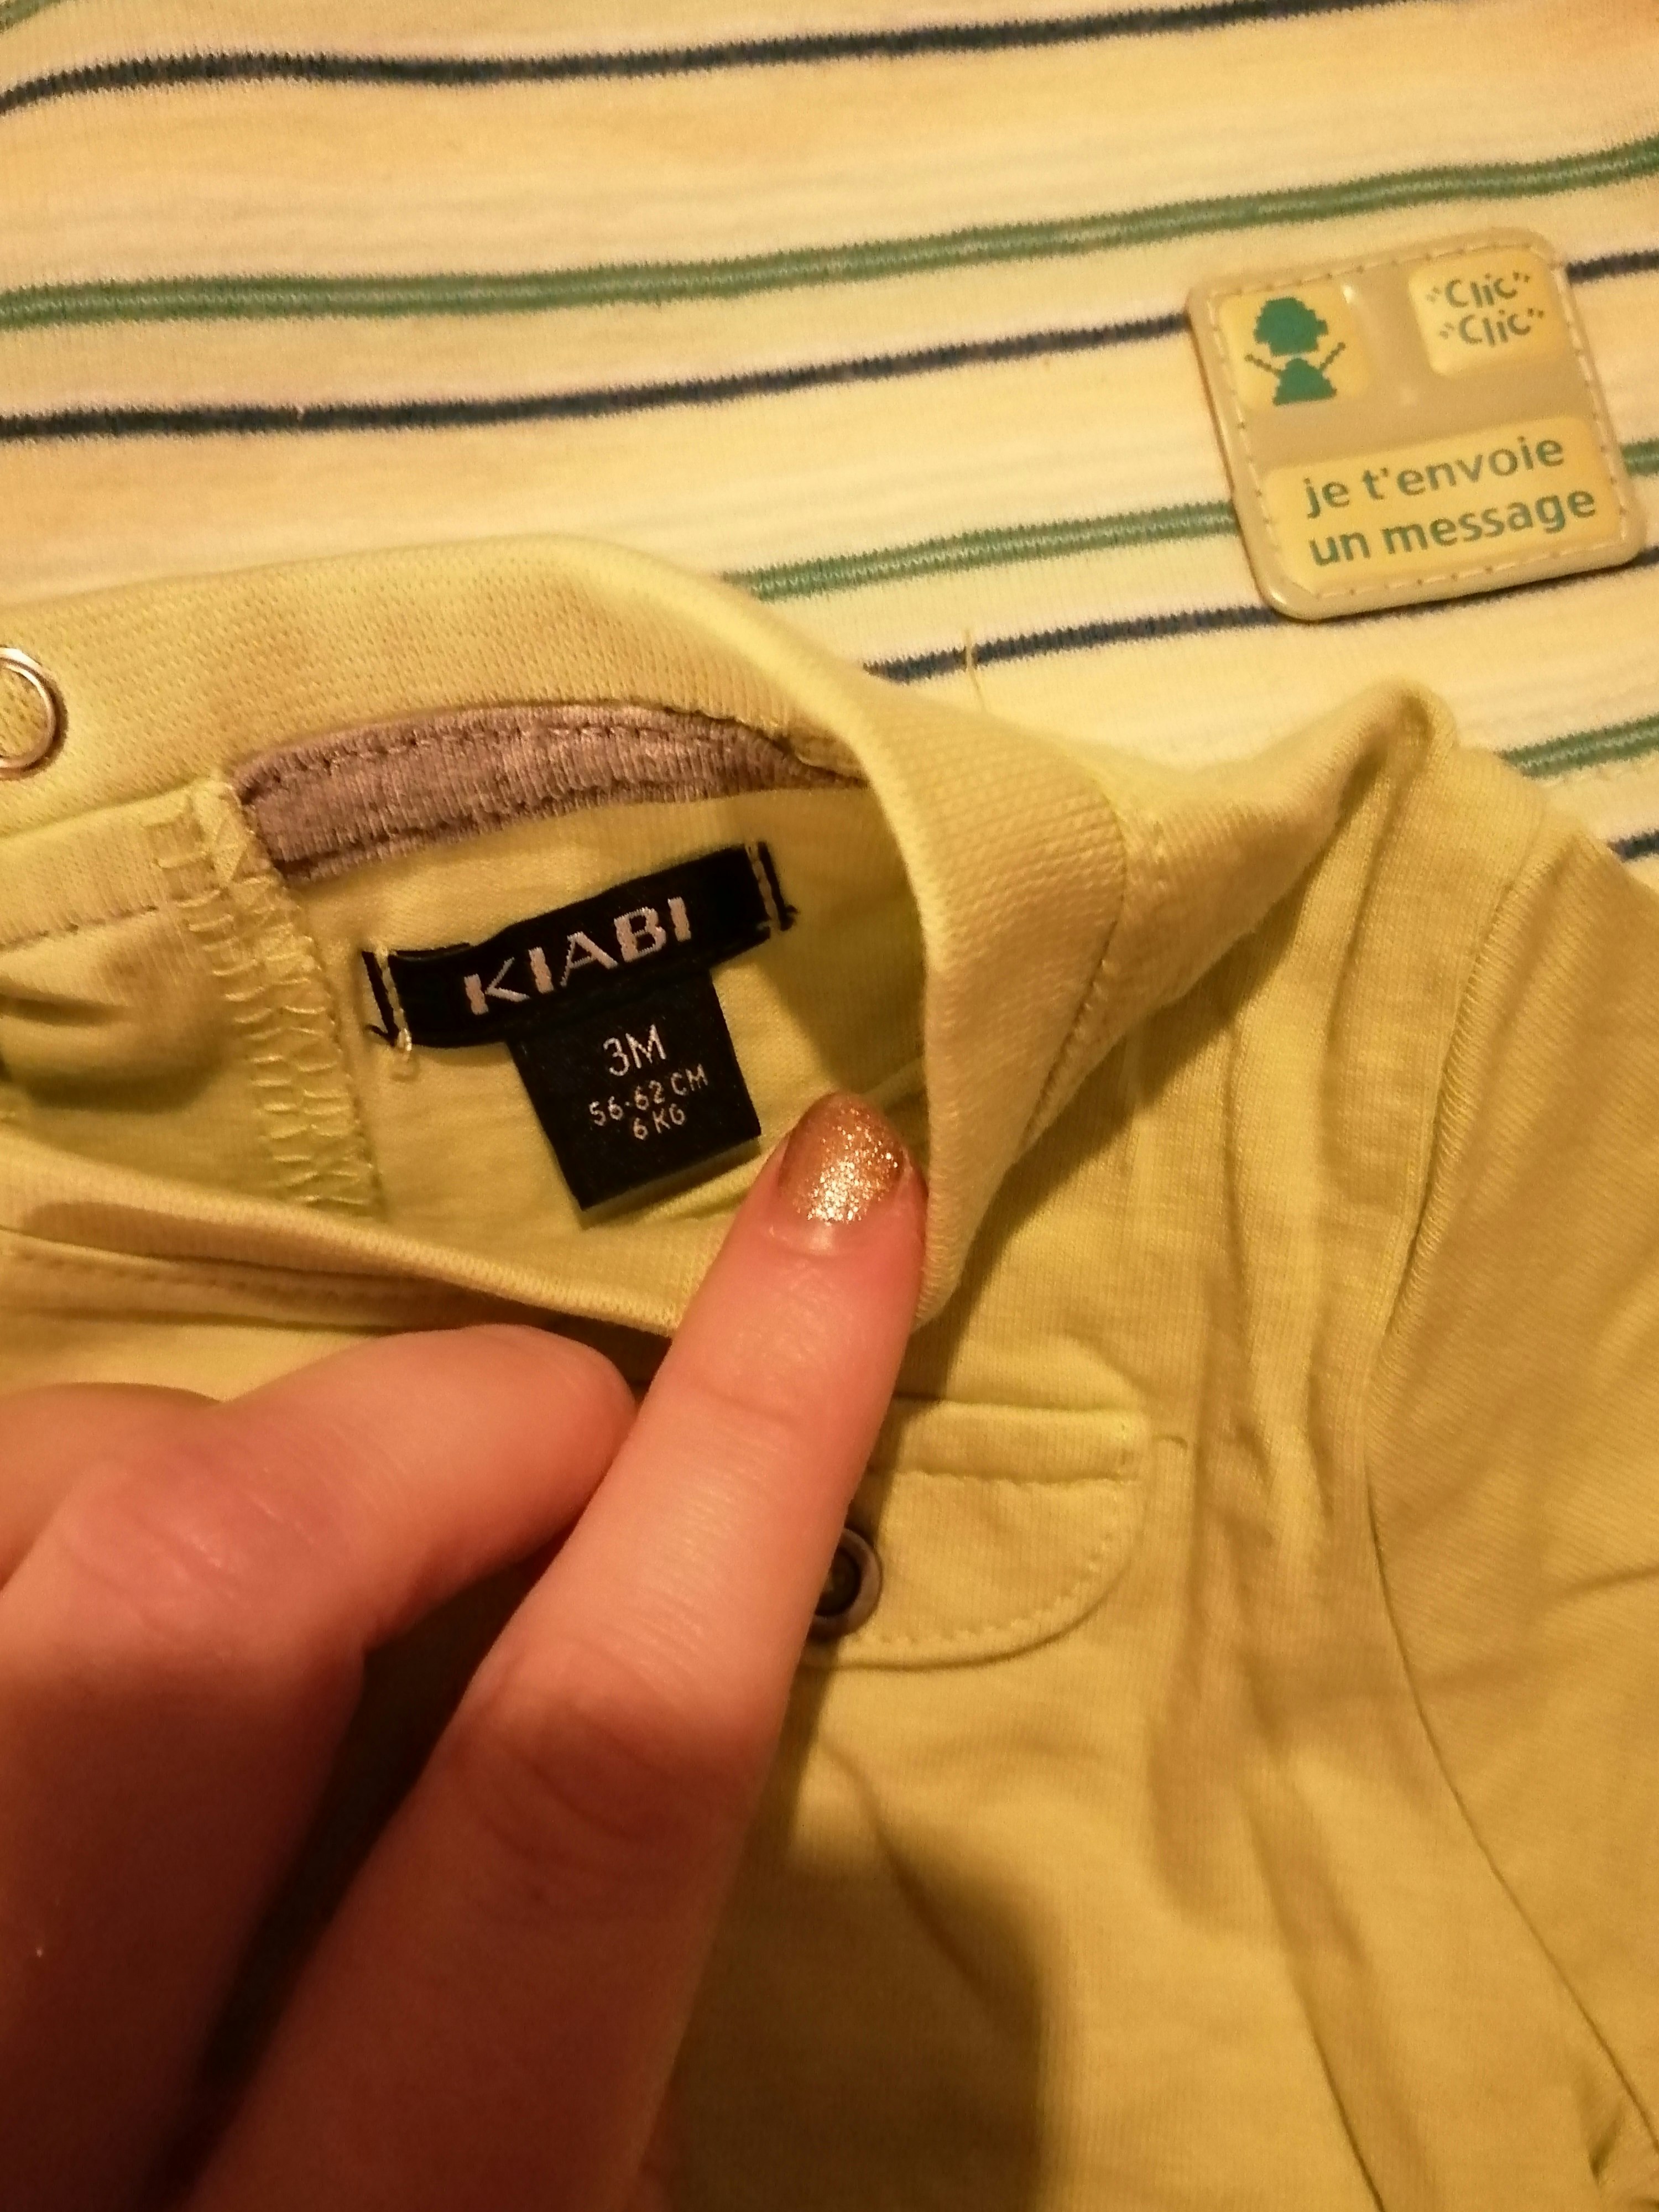 "Clic"
"Clic"
je t'envoie
un message
KIABI
3M
56-62 CM
6 KG